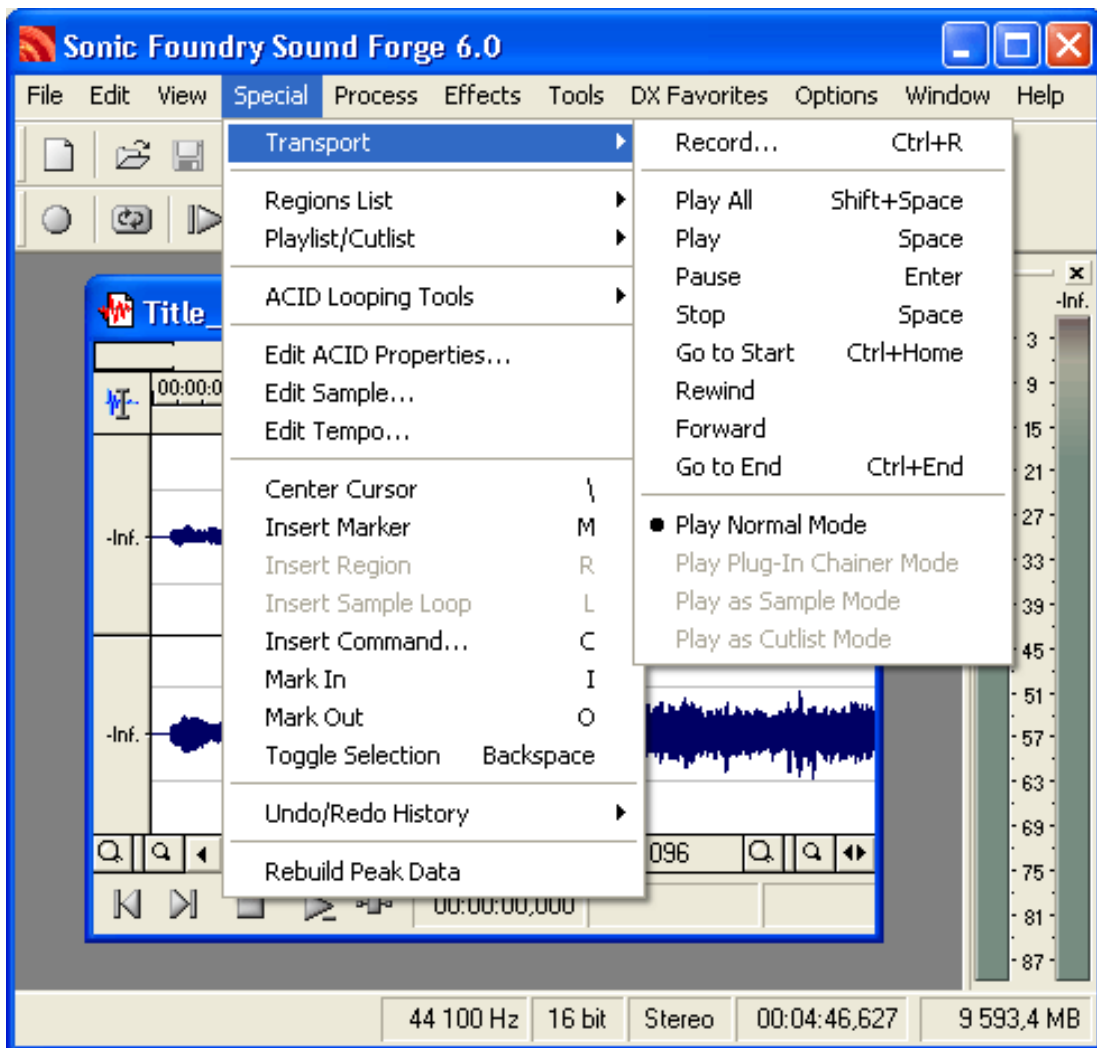 Sonic Foundry Sound Forge 6.0
File Edit View Special Process Effects Tools DX Favorites Options Window Help
Transport
Regions List
Playlist/Cutlist
ACID Looping Tools
Edit ACID Properties...
Edit Sample...
Edit Tempo...
Center Cursor \
Insert Marker M
Insert Region R
Insert Sample Loop L
Insert Command... C
Mark In I
Mark Out O
Toggle Selection Backspace
Undo/Redo History
Rebuild Peak Data
Record... Ctrl+R
Play All Shift+Space
Play Space
Pause Enter
Stop Space
Go to Start Ctrl+Home
Rewind
Forward
Go to End Ctrl+End
Play Normal Mode
Play Plug-In Chainer Mode
Play as Sample Mode
Play as Cutlist Mode
Title_
00:00:0
-Inf.
-Inf.
096
00:00:00,000
-Inf.
3
9
15
21
27
33
39
45
51
57
63
69
75
81
87
44 100 Hz 16 bit Stereo 00:04:46,627 9 593,4 MB